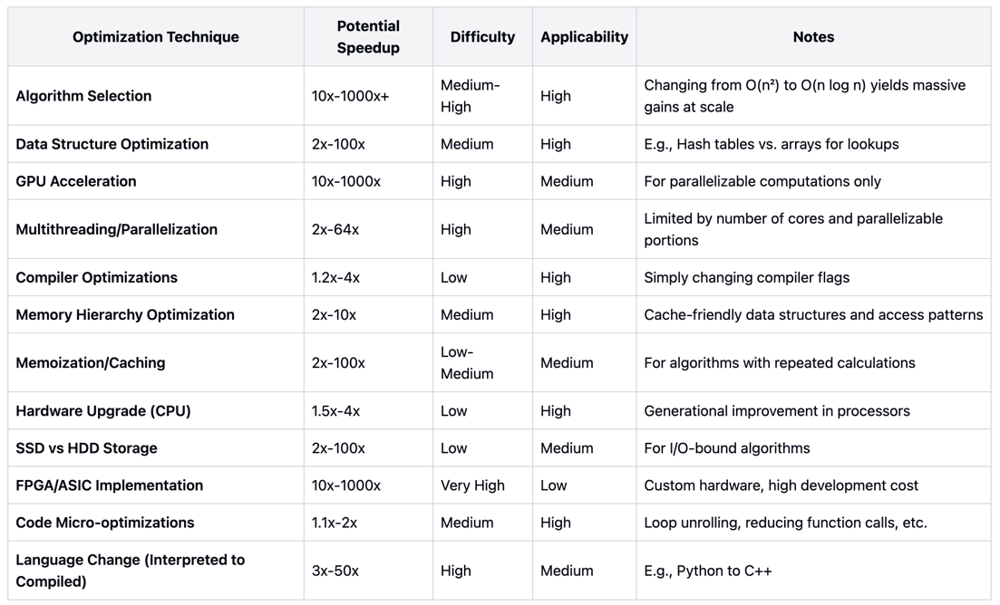 Optimization Technique
Potential
Speedup
Difficulty
Applicability
Notes
Algorithm Selection
10x-1000x+
Medium-
High
High
Changing from O(n²) to O(n log n) yields massive
gains at scale
Data Structure Optimization
2x-100x
Medium
High
E.g., Hash tables vs. arrays for lookups
GPU Acceleration
10x-1000x
High
Medium
For parallelizable computations only
Multithreading/Parallelization
2x-64x
High
Medium
Limited by number of cores and parallelizable
portions
Compiler Optimizations
1.2x-4x
Low
High
Simply changing compiler flags
Memory Hierarchy Optimization
2x-10x
Medium
High
Cache-friendly data structures and access patterns
Memoization/Caching
2x-100x
Low-
Medium
Medium
For algorithms with repeated calculations
Hardware Upgrade (CPU)
1.5x-4x
Low
High
Generational improvement in processors
SSD vs HDD Storage
2x-100x
Low
Medium
For I/O-bound algorithms
FPGA/ASIC Implementation
10x-1000x
Very High
Low
Custom hardware, high development cost
Code Micro-optimizations
1.1x-2x
Medium
High
Loop unrolling, reducing function calls, etc.
Language Change (Interpreted to
Compiled)
3x-50x
High
Medium
E.g., Python to C++